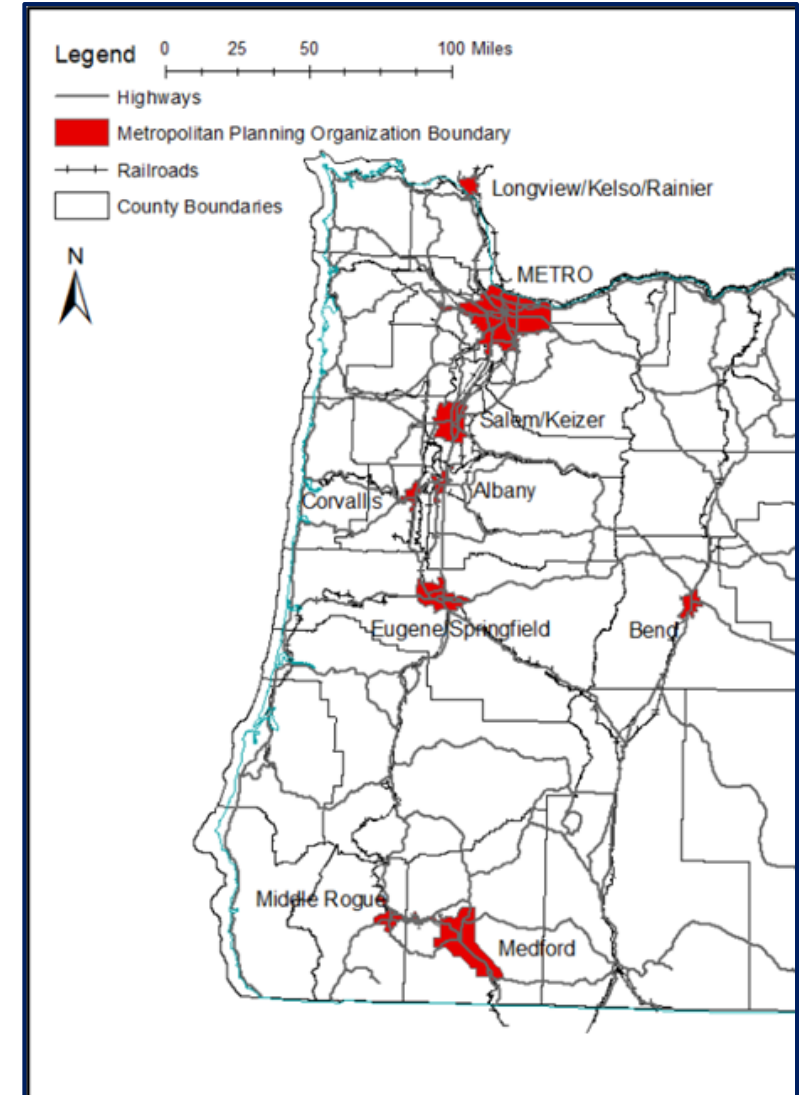 Legend
0 25 50 100 Miles
Highways
Metropolitan Planning Organization Boundary
Railroads
County Boundaries
N
Longview/Kelso/Rainier
METRO
Salem/Keizer
Corvallis
Albany
Eugene/Springfield
Bend
Middle Rogue
Medford